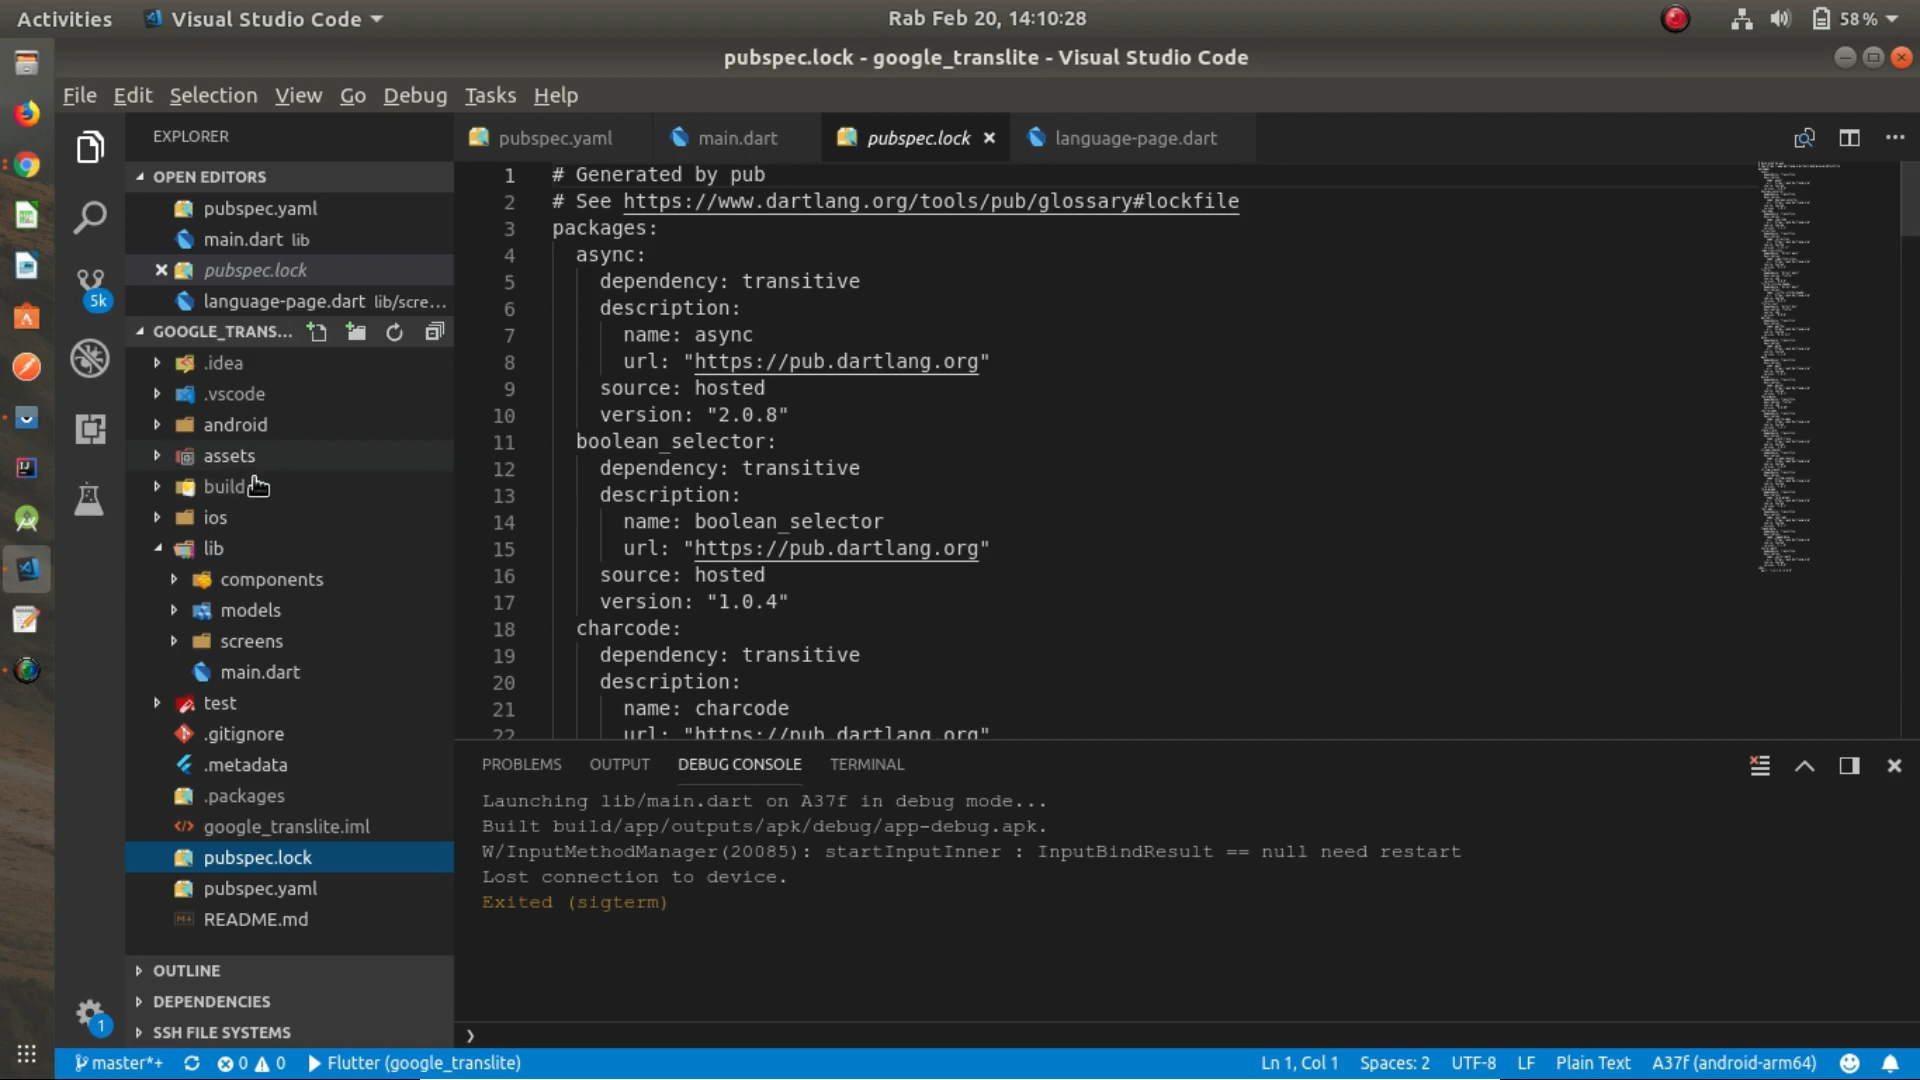 Activities
Visual Studio Code
Rab Feb 20, 14:10:28
58 %
pubspec.lock - google_translite - Visual Studio Code
File Edit Selection View Go Debug Tasks Help
EXPLORER
OPEN EDITORS
pubspec.yaml
main.dart lib
pubspec.lock
language-page.dart lib/scre...
5k
GOOGLE_TRANS...
.idea
.vscode
android
assets
build
ios
lib
components
models
screens
main.dart
test
.gitignore
.metadata
.packages
google_translite.iml
pubspec.lock
pubspec.yaml
README.md
OUTLINE
DEPENDENCIES
SSH FILE SYSTEMS
1
pubspec.yaml
main.dart
pubspec.lock
language-page.dart
1 # Generated by pub
2 # See https://www.dartlang.org/tools/pub/glossary#lockfile
3 packages:
4 async:
5 dependency: transitive
6 description:
7 name: async
8 url: "https://pub.dartlang.org"
9 source: hosted
10 version: "2.0.8"
11 boolean_selector:
12 dependency: transitive
13 description:
14 name: boolean_selector
15 url: "https://pub.dartlang.org"
16 source: hosted
17 version: "1.0.4"
18 charcode:
19 dependency: transitive
20 description:
21 name: charcode
22 url: "https://pub.dartlang.org"
PROBLEMS OUTPUT DEBUG CONSOLE TERMINAL
Launching lib/main.dart on A37f in debug mode...
Built build/app/outputs/apk/debug/app-debug.apk.
W/InputMethodManager(20085): startInputInner : InputBindResult == null need restart
Lost connection to device.
Exited (sigterm)
master*+
0
0
Flutter (google_translite)
Ln 1, Col 1
Spaces: 2
UTF-8
LF
Plain Text
A37f (android-arm64)